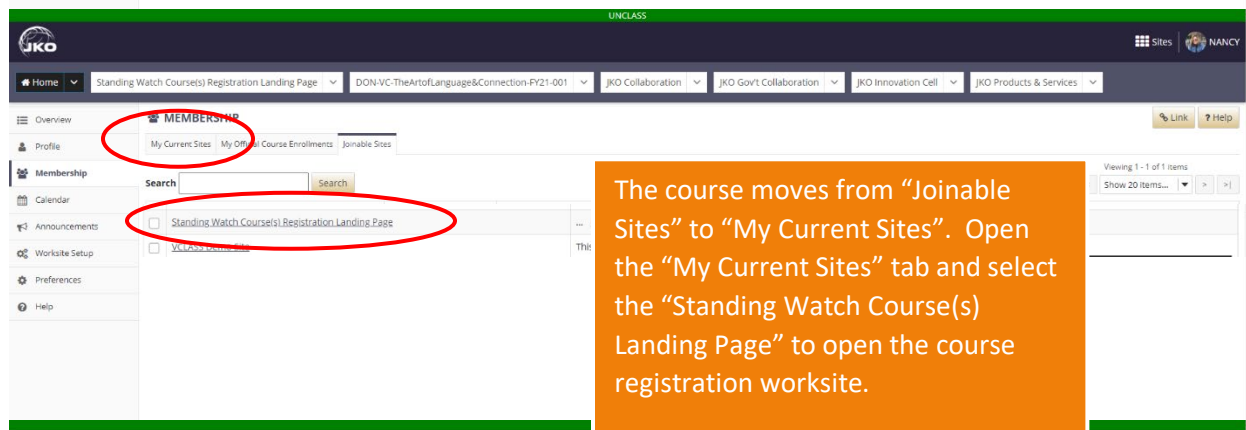 UNCLASS
JKO
Sites NANCY
Home Standing Watch Course(s) Registration Landing Page DON-VC-TheArtofLanguage&Connection-FY21-001 JKO Collaboration JKO Gov't Collaboration JKO Innovation Cell JKO Products & Services
Overview
Profile
Membership
Calendar
Announcements
Worksite Setup
Preferences
Help
MEMBERSHIP
Link ? Help
My Current Sites My Official Course Enrollments Joinable Sites
Viewing 1 - 1 of 1 items
Search Search
Show 20 items... > >|
Standing Watch Course(s) Registration Landing Page ...
VCLASS Demo Site This
The course moves from “Joinable
Sites” to “My Current Sites”. Open
the “My Current Sites” tab and select
the “Standing Watch Course(s)
Landing Page” to open the course
registration worksite.